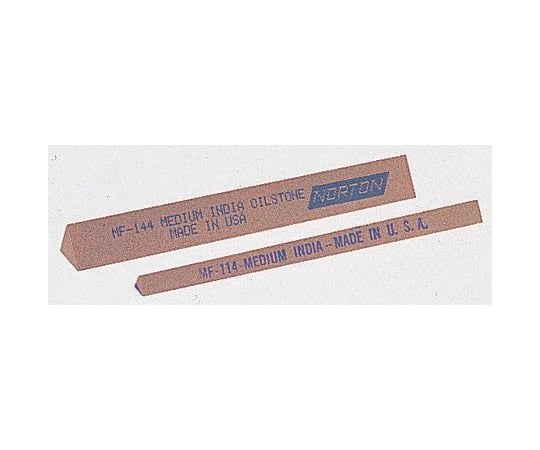 MF-144 MEDIUM INDIA OILSTONE
MADE IN USA
NORTON
MF-114-MEDIUM INDIA-MADE IN U.S.A.